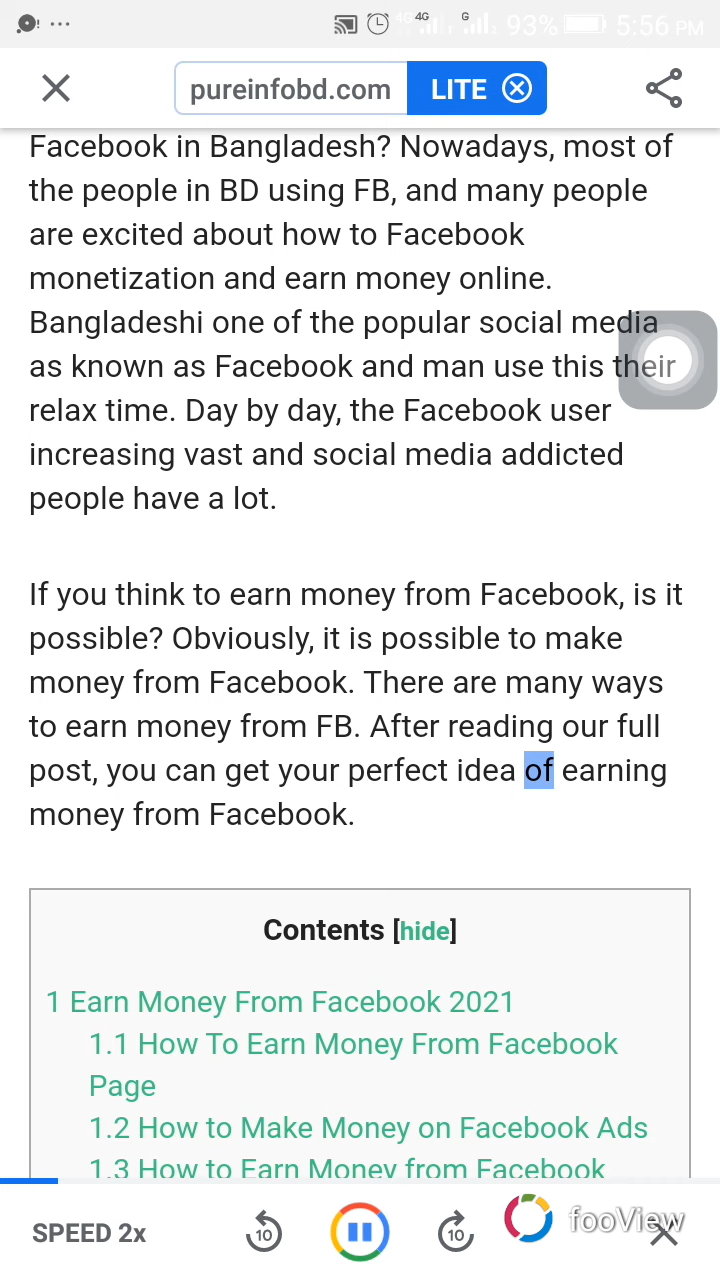 4G
4G
G
93%
5:56 PM
pureinfobd.com
LITE
Facebook in Bangladesh? Nowadays, most of
the people in BD using FB, and many people
are excited about how to Facebook
monetization and earn money online.
Bangladeshi one of the popular social media
as known as Facebook and man use this their
relax time. Day by day, the Facebook user
increasing vast and social media addicted
people have a lot.
If you think to earn money from Facebook, is it
possible? Obviously, it is possible to make
money from Facebook. There are many ways
to earn money from FB. After reading our full
post, you can get your perfect idea of earning
money from Facebook.
Contents [hide]
1 Earn Money From Facebook 2021
1.1 How To Earn Money From Facebook
Page
1.2 How to Make Money on Facebook Ads
1.3 How to Earn Money from Facebook
SPEED 2x
10
10
fooView